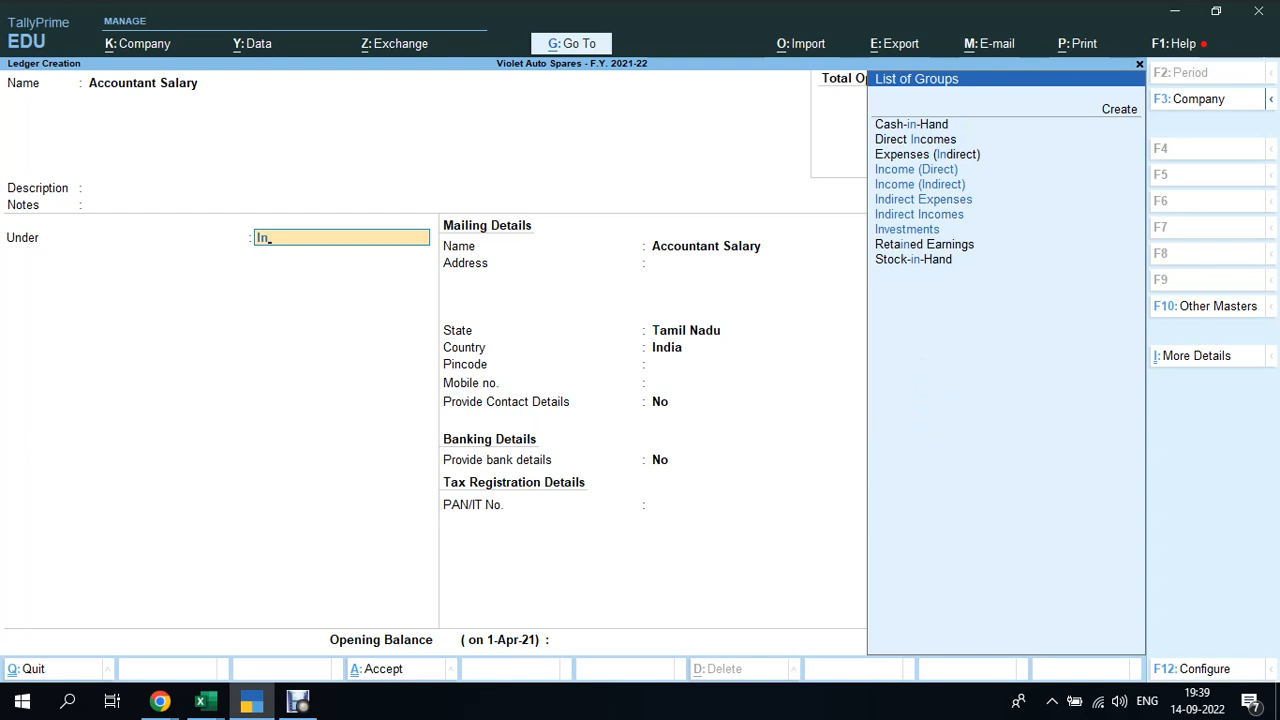 TallyPrime
EDU
MANAGE
K: Company
Y: Data
Z: Exchange
G: Go To
O: Import
E: Export
M: E-mail
P: Print
F1: Help
Ledger Creation
Violet Auto Spares - F.Y. 2021-22
Name : Accountant Salary
Total Op
Description :
Notes :
Under : In
Mailing Details
Name : Accountant Salary
Address :
State : Tamil Nadu
Country : India
Pincode :
Mobile no. :
Provide Contact Details : No
Banking Details
Provide bank details : No
Tax Registration Details
PAN/IT No. :
Opening Balance ( on 1-Apr-21) :
List of Groups
Create
Cash-in-Hand
Direct Incomes
Expenses (Indirect)
Income (Direct)
Income (Indirect)
Indirect Expenses
Indirect Incomes
Investments
Retained Earnings
Stock-in-Hand
F2: Period
F3: Company
F4
F5
F6
F7
F8
F9
F10: Other Masters
I: More Details
Q: Quit
A: Accept
D: Delete
F12: Configure
ENG
19:39
14-09-2022
7